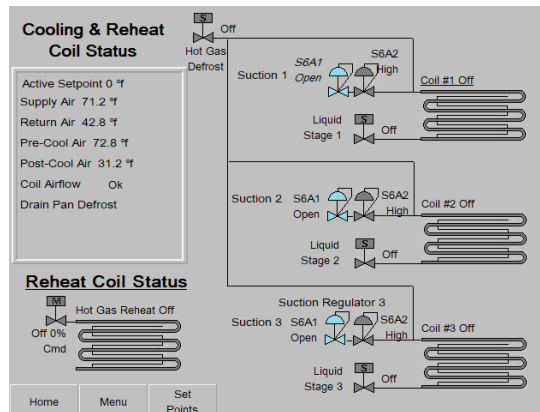 Cooling & Reheat
Coil Status
Active Setpoint 0 °f
Supply Air 71.2 °f
Return Air 42.8 °f
Pre-Cool Air 72.8 °f
Post-Cool Air 31.2 °f
Coil Airflow Ok
Drain Pan Defrost
S
Off
Hot Gas
Defrost
Suction 1
S6A1
Open
S6A2
High
Coil #1 Off
Liquid
Stage 1
S
Off
Suction 2
S6A1
Open
S6A2
High
Coil #2 Off
Liquid
Stage 2
S
Off
Suction Regulator 3
Suction 3
S6A1
Open
S6A2
High
Coil #3 Off
Liquid
Stage 3
S
Off
Reheat Coil Status
M
Hot Gas Reheat Off
Off 0%
Cmd
Home
Menu
Set
Points